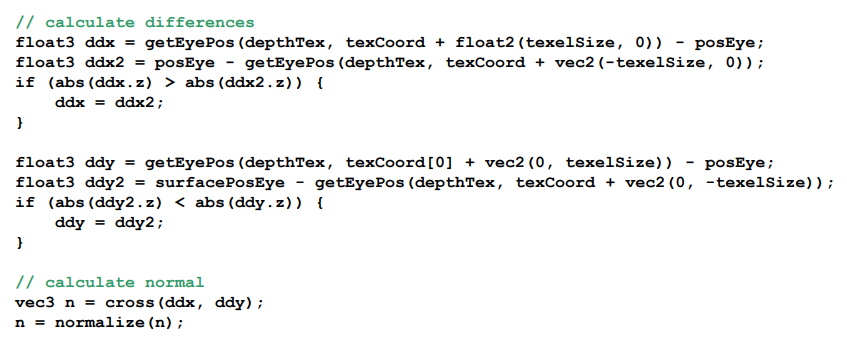 // calculate differences
float3 ddx = getEyePos(depthTex, texCoord + float2(texelSize, 0)) - posEye;
float3 ddx2 = posEye - getEyePos(depthTex, texCoord + vec2(-texelSize, 0));
if (abs(ddx.z) > abs(ddx2.z)) {
    ddx = ddx2;
}

float3 ddy = getEyePos(depthTex, texCoord[0] + vec2(0, texelSize)) - posEye;
float3 ddy2 = surfacePosEye - getEyePos(depthTex, texCoord + vec2(0, -texelSize));
if (abs(ddy2.z) < abs(ddy.z)) {
    ddy = ddy2;
}

// calculate normal
vec3 n = cross(ddx, ddy);
n = normalize(n);